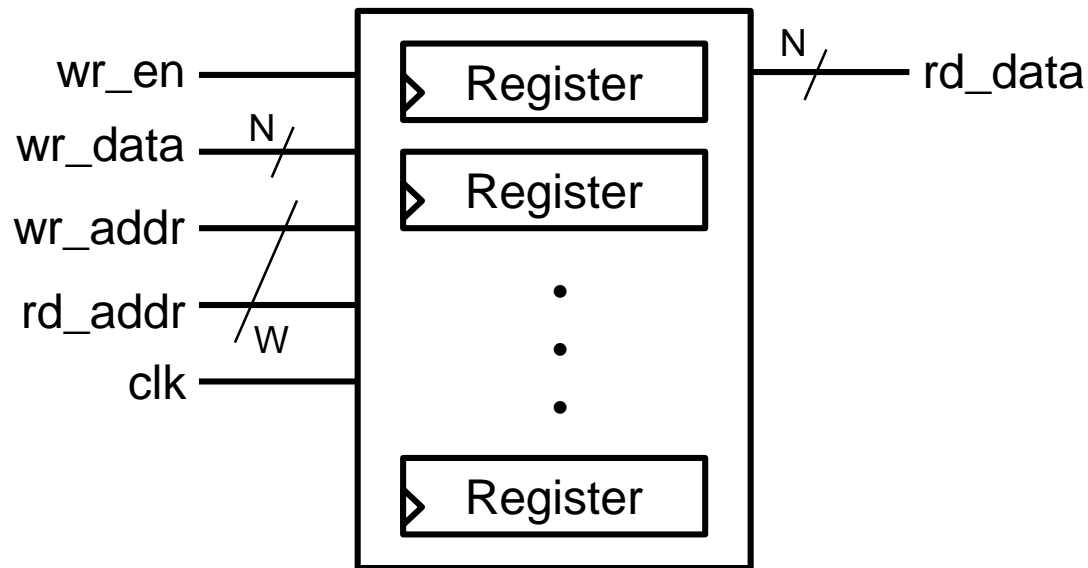 wr_en
wr_data
N
wr_addr
rd_addr
W
clk
Register
Register
Register
N
rd_data